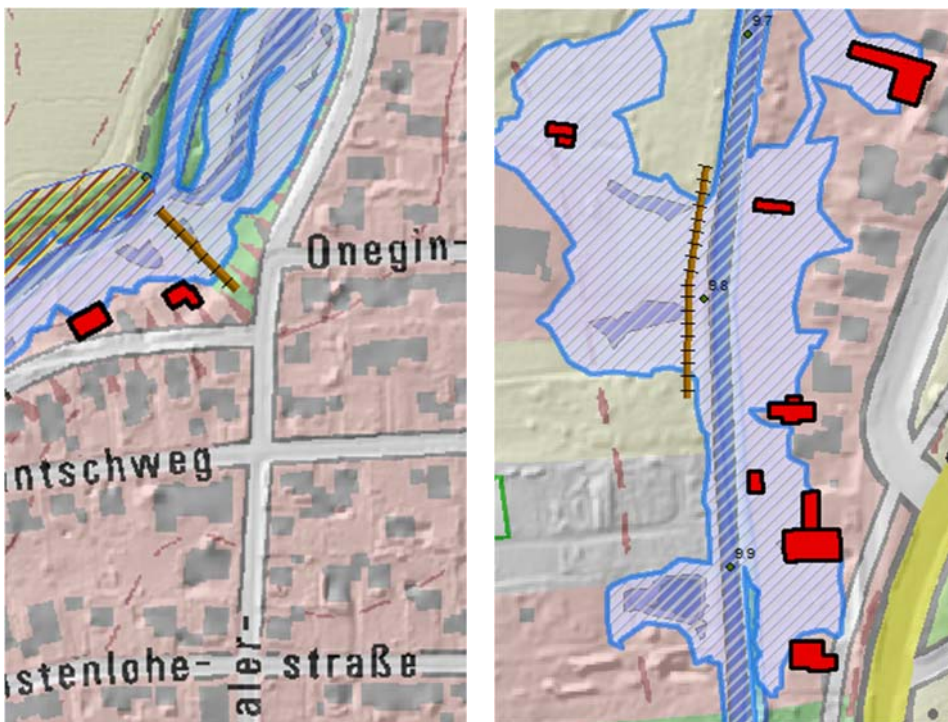 Onegin-
ntschweg
stenlohe-
straße
aler-
9.7
9.8
9.9